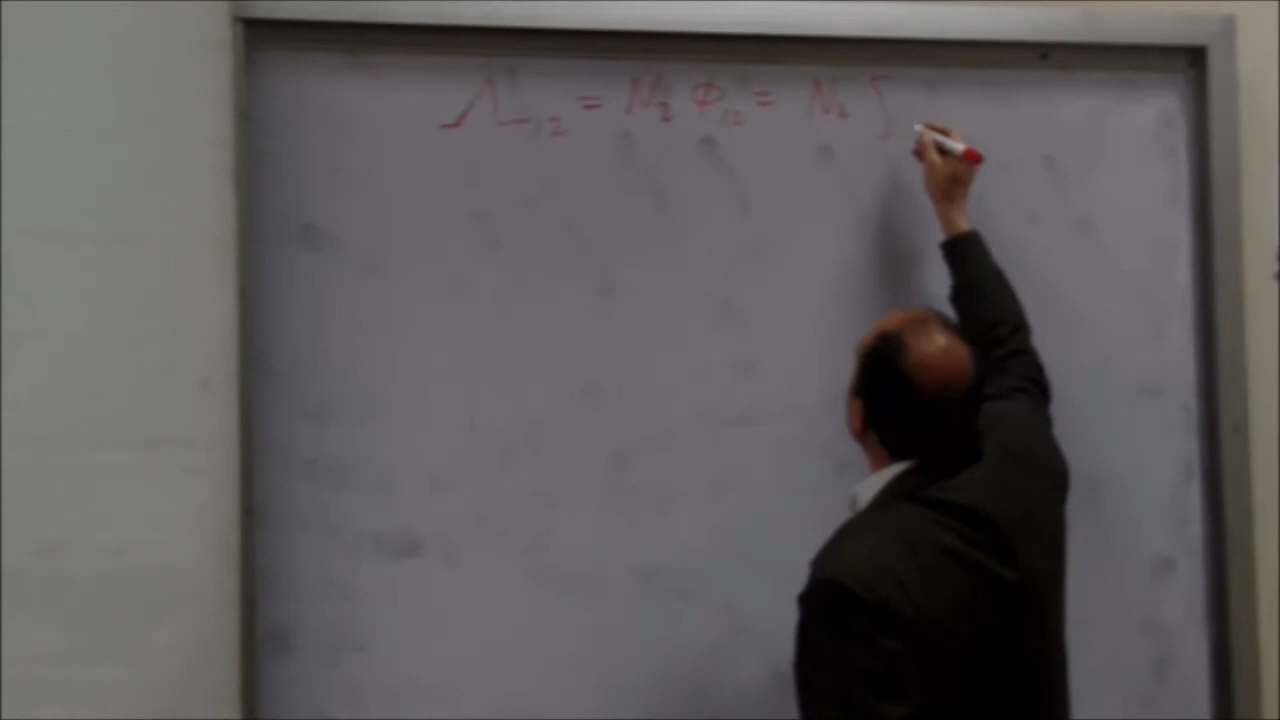 Λ₁₂ = N₂ Φ₁₂ = N₂ ∫